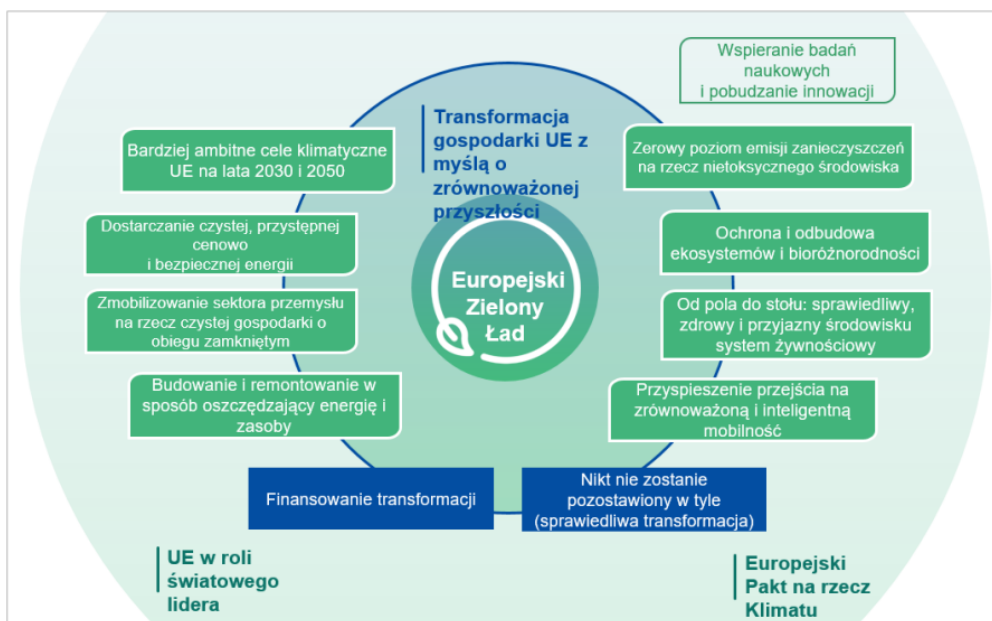 Wspieranie badań
naukowych
i pobudzanie innowacji
Transformacja
gospodarki UE z
myślą o
zrównoważonej
przyszłości
Bardziej ambitne cele klimatyczne
UE na lata 2030 i 2050
Zerowy poziom emisji zanieczyszczeń
na rzecz nietoksycznego środowiska
Dostarczanie czystej, przystępnej
cenowo
i bezpiecznej energii
Ochrona i odbudowa
ekosystemów i bioróżnorodności
Europejski
Zielony
Ład
Zmobilizowanie sektora przemysłu
na rzecz czystej gospodarki o
obiegu zamkniętym
Od pola do stołu: sprawiedliwy,
zdrowy i przyjazny środowisku
system żywnościowy
Budowanie i remontowanie w
sposób oszczędzający energię i
zasoby
Przyspieszenie przejścia na
zrównoważoną i inteligentną
mobilność
Finansowanie transformacji
Nikt nie zostanie
pozostawiony w tyle
(sprawiedliwa transformacja)
UE w roli
światowego
lidera
Europejski
Pakt na rzecz
Klimatu